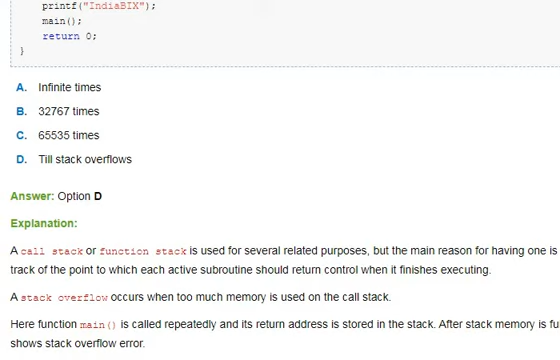 printf("IndiaBIX");
main();
return 0;
}
A. Infinite times
B. 32767 times
C. 65535 times
D. Till stack overflows
Answer: Option D
Explanation:
A call stack or function stack is used for several related purposes, but the main reason for having one is
track of the point to which each active subroutine should return control when it finishes executing.
A stack overflow occurs when too much memory is used on the call stack.
Here function main() is called repeatedly and its return address is stored in the stack. After stack memory is fu
shows stack overflow error.